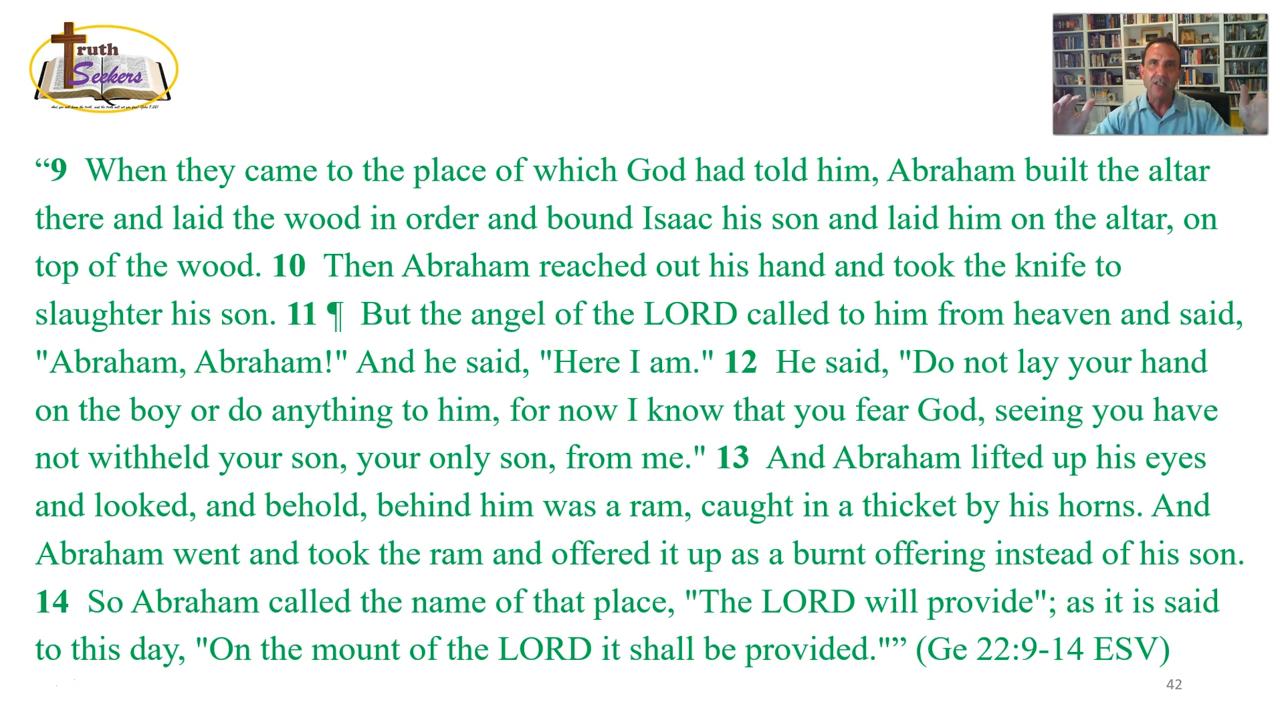 Truth
Seekers
“9 When they came to the place of which God had told him, Abraham built the altar
there and laid the wood in order and bound Isaac his son and laid him on the altar, on
top of the wood. 10 Then Abraham reached out his hand and took the knife to
slaughter his son. 11 ¶ But the angel of the LORD called to him from heaven and said,
"Abraham, Abraham!" And he said, "Here I am." 12 He said, "Do not lay your hand
on the boy or do anything to him, for now I know that you fear God, seeing you have
not withheld your son, your only son, from me." 13 And Abraham lifted up his eyes
and looked, and behold, behind him was a ram, caught in a thicket by his horns. And
Abraham went and took the ram and offered it up as a burnt offering instead of his son.
14 So Abraham called the name of that place, "The LORD will provide"; as it is said
to this day, "On the mount of the LORD it shall be provided."” (Ge 22:9-14 ESV)
42